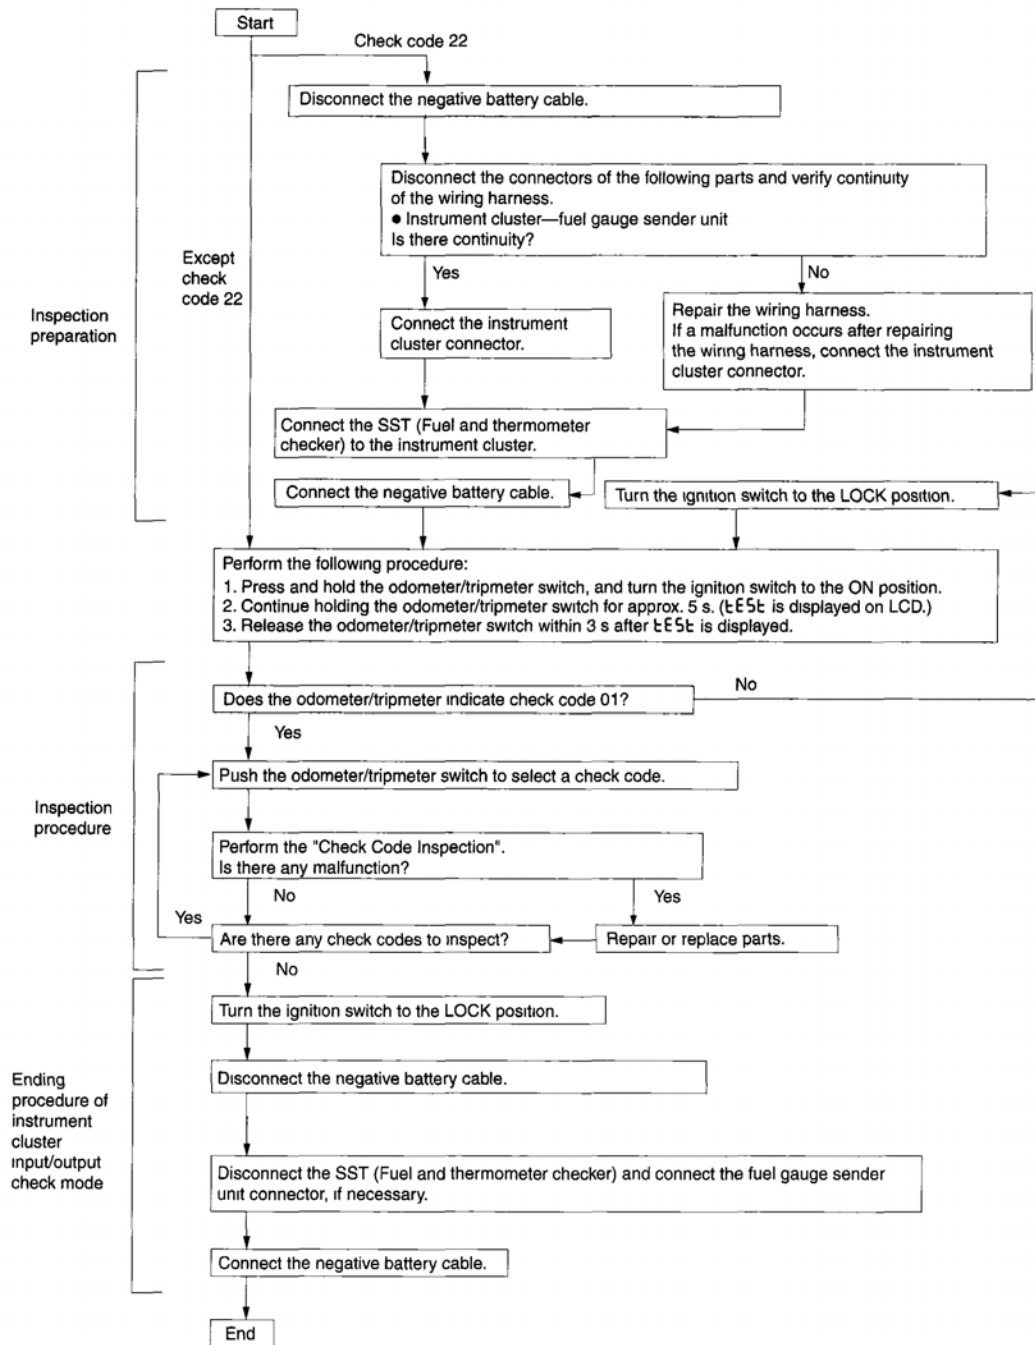 Start
Check code 22
Disconnect the negative battery cable.
Disconnect the connectors of the following parts and verify continuity
of the wiring harness.
● Instrument cluster—fuel gauge sender unit
Is there continuity?
Except
check
code 22
Yes
No
Inspection
preparation
Connect the instrument
cluster connector.
Repair the wiring harness.
If a malfunction occurs after repairing
the wiring harness, connect the instrument
cluster connector.
Connect the SST (Fuel and thermometer
checker) to the instrument cluster.
Connect the negative battery cable.
Turn the ignition switch to the LOCK position.
Perform the following procedure:
1. Press and hold the odometer/tripmeter switch, and turn the ignition switch to the ON position.
2. Continue holding the odometer/tripmeter switch for approx. 5 s. (tESt is displayed on LCD.)
3. Release the odometer/tripmeter switch within 3 s after tESt is displayed.
Does the odometer/tripmeter indicate check code 01?
No
Yes
Push the odometer/tripmeter switch to select a check code.
Inspection
procedure
Perform the "Check Code Inspection".
Is there any malfunction?
No
Yes
Yes
Are there any check codes to inspect?
Repair or replace parts.
No
Turn the ignition switch to the LOCK position.
Ending
procedure of
instrument
cluster
input/output
check mode
Disconnect the negative battery cable.
Disconnect the SST (Fuel and thermometer checker) and connect the fuel gauge sender
unit connector, if necessary.
Connect the negative battery cable.
End